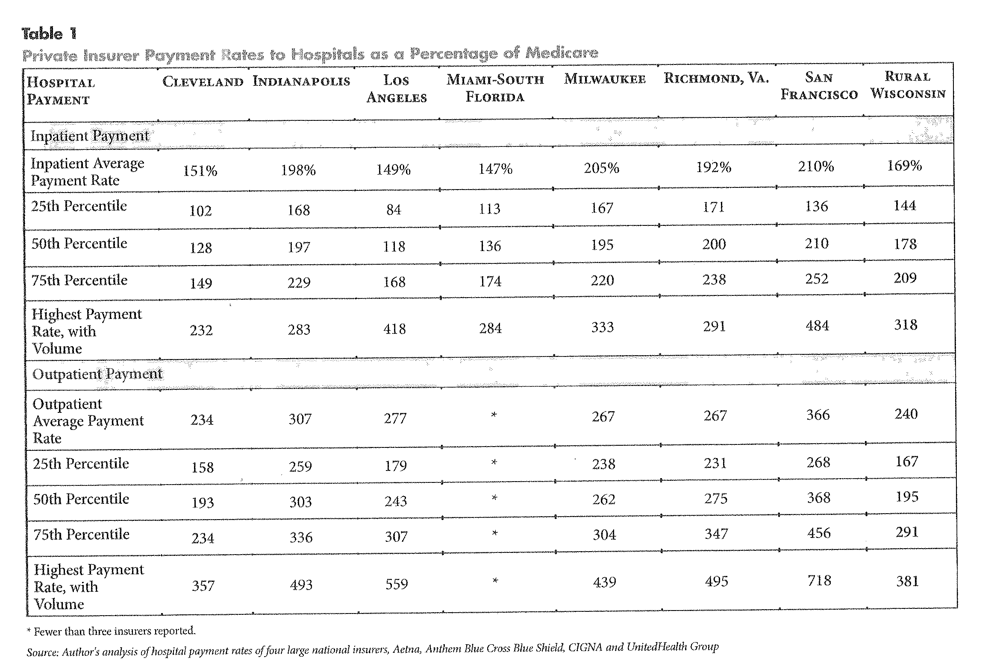 Table 1
Private Insurer Payment Rates to Hospitals as a Percentage of Medicare
HOSPITAL PAYMENT CLEVELAND INDIANAPOLIS LOS ANGELES MIAMI-SOUTH FLORIDA MILWAUKEE RICHMOND, VA. SAN FRANCISCO RURAL WISCONSIN
Inpatient Payment
Inpatient Average Payment Rate 151% 198% 149% 147% 205% 192% 210% 169%
25th Percentile 102 168 84 113 167 171 136 144
50th Percentile 128 197 118 136 195 200 210 178
75th Percentile 149 229 168 174 220 238 252 209
Highest Payment Rate, with Volume 232 283 418 284 333 291 484 318
Outpatient Payment
Outpatient Average Payment Rate 234 307 277 * 267 267 366 240
25th Percentile 158 259 179 * 238 231 268 167
50th Percentile 193 303 243 * 262 275 368 195
75th Percentile 234 336 307 * 304 347 456 291
Highest Payment Rate, with Volume 357 493 559 * 439 495 718 381
* Fewer than three insurers reported.
Source: Author's analysis of hospital payment rates of four large national insurers, Aetna, Anthem Blue Cross Blue Shield, CIGNA and UnitedHealth Group